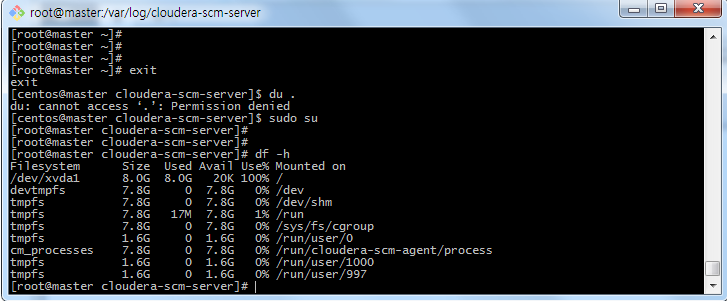 root@master:/var/log/cloudera-scm-server
[root@master ~]#
[root@master ~]#
[root@master ~]#
[root@master ~]# exit
exit
[centos@master cloudera-scm-server]$ du .
du: cannot access ‘.’: Permission denied
[centos@master cloudera-scm-server]$ sudo su
[root@master cloudera-scm-server]#
[root@master cloudera-scm-server]#
[root@master cloudera-scm-server]# df -h
Filesystem      Size  Used Avail Use% Mounted on
/dev/xvda1      8.0G  8.0G   20K 100% /
devtmpfs        7.8G     0  7.8G   0% /dev
tmpfs           7.8G     0  7.8G   0% /dev/shm
tmpfs           7.8G   17M  7.8G   1% /run
tmpfs           7.8G     0  7.8G   0% /sys/fs/cgroup
tmpfs           1.6G     0  1.6G   0% /run/user/0
cm_processes    7.8G     0  7.8G   0% /run/cloudera-scm-agent/process
tmpfs           1.6G     0  1.6G   0% /run/user/1000
tmpfs           1.6G     0  1.6G   0% /run/user/997
[root@master cloudera-scm-server]#